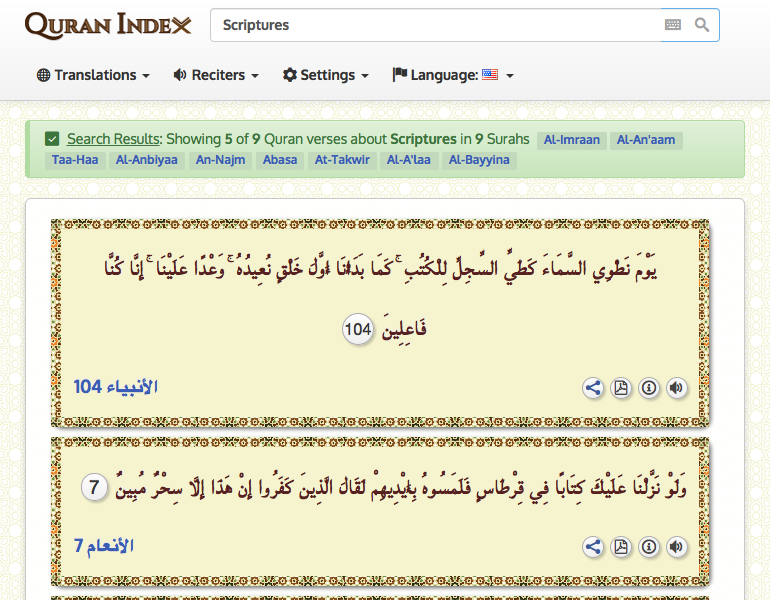 QURAN INDEX
Scriptures
Translations Reciters Settings Language:
Search Results: Showing 5 of 9 Quran verses about Scriptures in 9 Surahs Al-Imraan Al-An'aam
Taa-Haa Al-Anbiyaa An-Najm Abasa At-Takwir Al-A'laa Al-Bayyina
يَوْمَ نَطْوِي السَّمَاءَ كَطَيِّ السِّجِلِّ لِلْكُتُبِ ۚ كَمَا بَدَأْنَا أَوَّلَ خَلْقٍ نُعِيدُهُ ۚ وَعْدًا عَلَيْنَا ۚ إِنَّا كُنَّا
فَاعِلِينَ 104
الأنبياء 104
وَلَوْ نَزَّلْنَا عَلَيْكَ كِتَابًا فِي قِرْطَاسٍ فَلَمَسُوهُ بِأَيْدِيهِمْ لَقَالَ الَّذِينَ كَفَرُوا إِنْ هَٰذَا إِلَّا سِحْرٌ مُبِينٌ 7
الأنعام 7